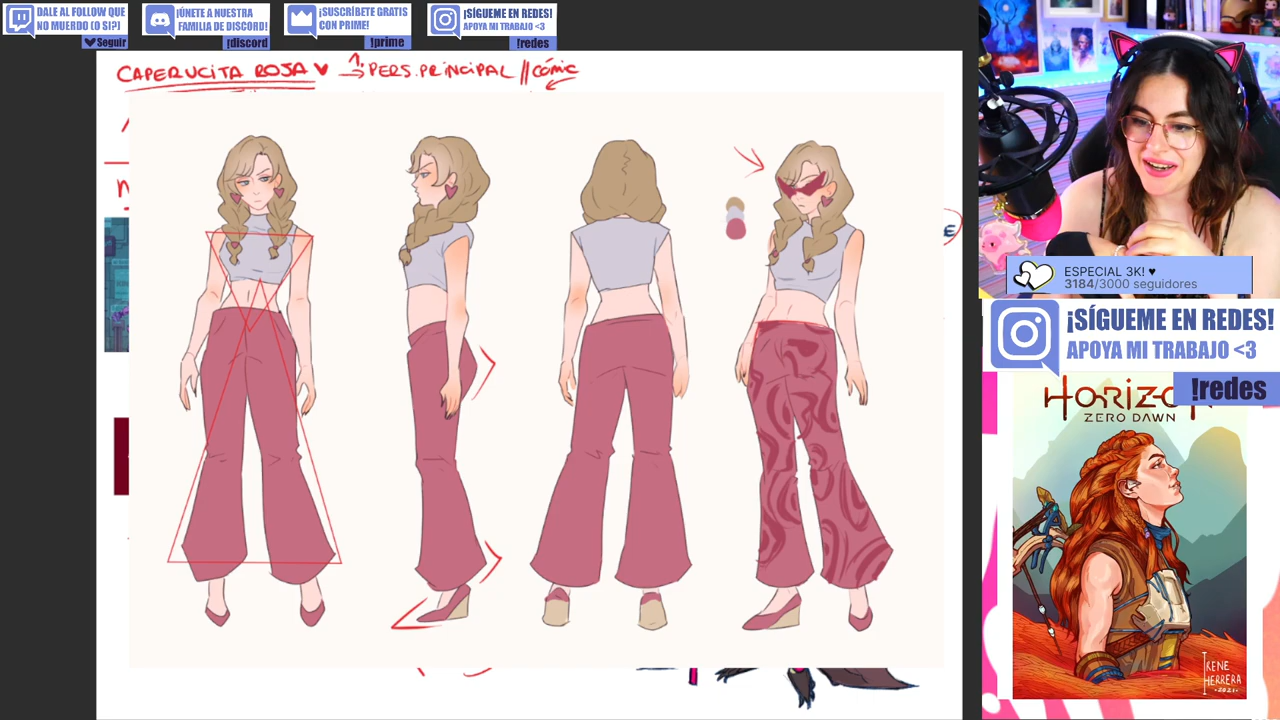 DALE AL FOLLOW QUE
NO MUERDO (O SI?)
Seguir
¡ÚNETE A NUESTRA
FAMILIA DE DISCORD!
!discord
¡SUSCRÍBETE GRATIS
CON PRIME!
!prime
¡SÍGUEME EN REDES!
APOYA MI TRABAJO <3
!redes
CAPERUCITA ROJA ♥ PERS. PRINCIPAL // cómic
ESPECIAL 3K! ♥
3184/3000 seguidores
¡SÍGUEME EN REDES!
APOYA MI TRABAJO <3
!redes
ZERO DAWN
IRENE
HERRERA
·2021·